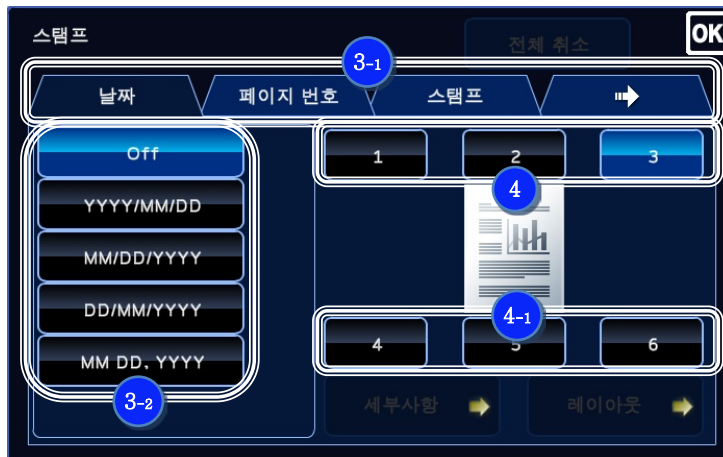 스탬프
전체 취소
OK
3-1
날짜
페이지 번호
스탬프
Off
YYYY/MM/DD
MM/DD/YYYY
DD/MM/YYYY
MM DD, YYYY
3-2
1
2
3
4
4-1
4
5
6
세부사항
레이아웃